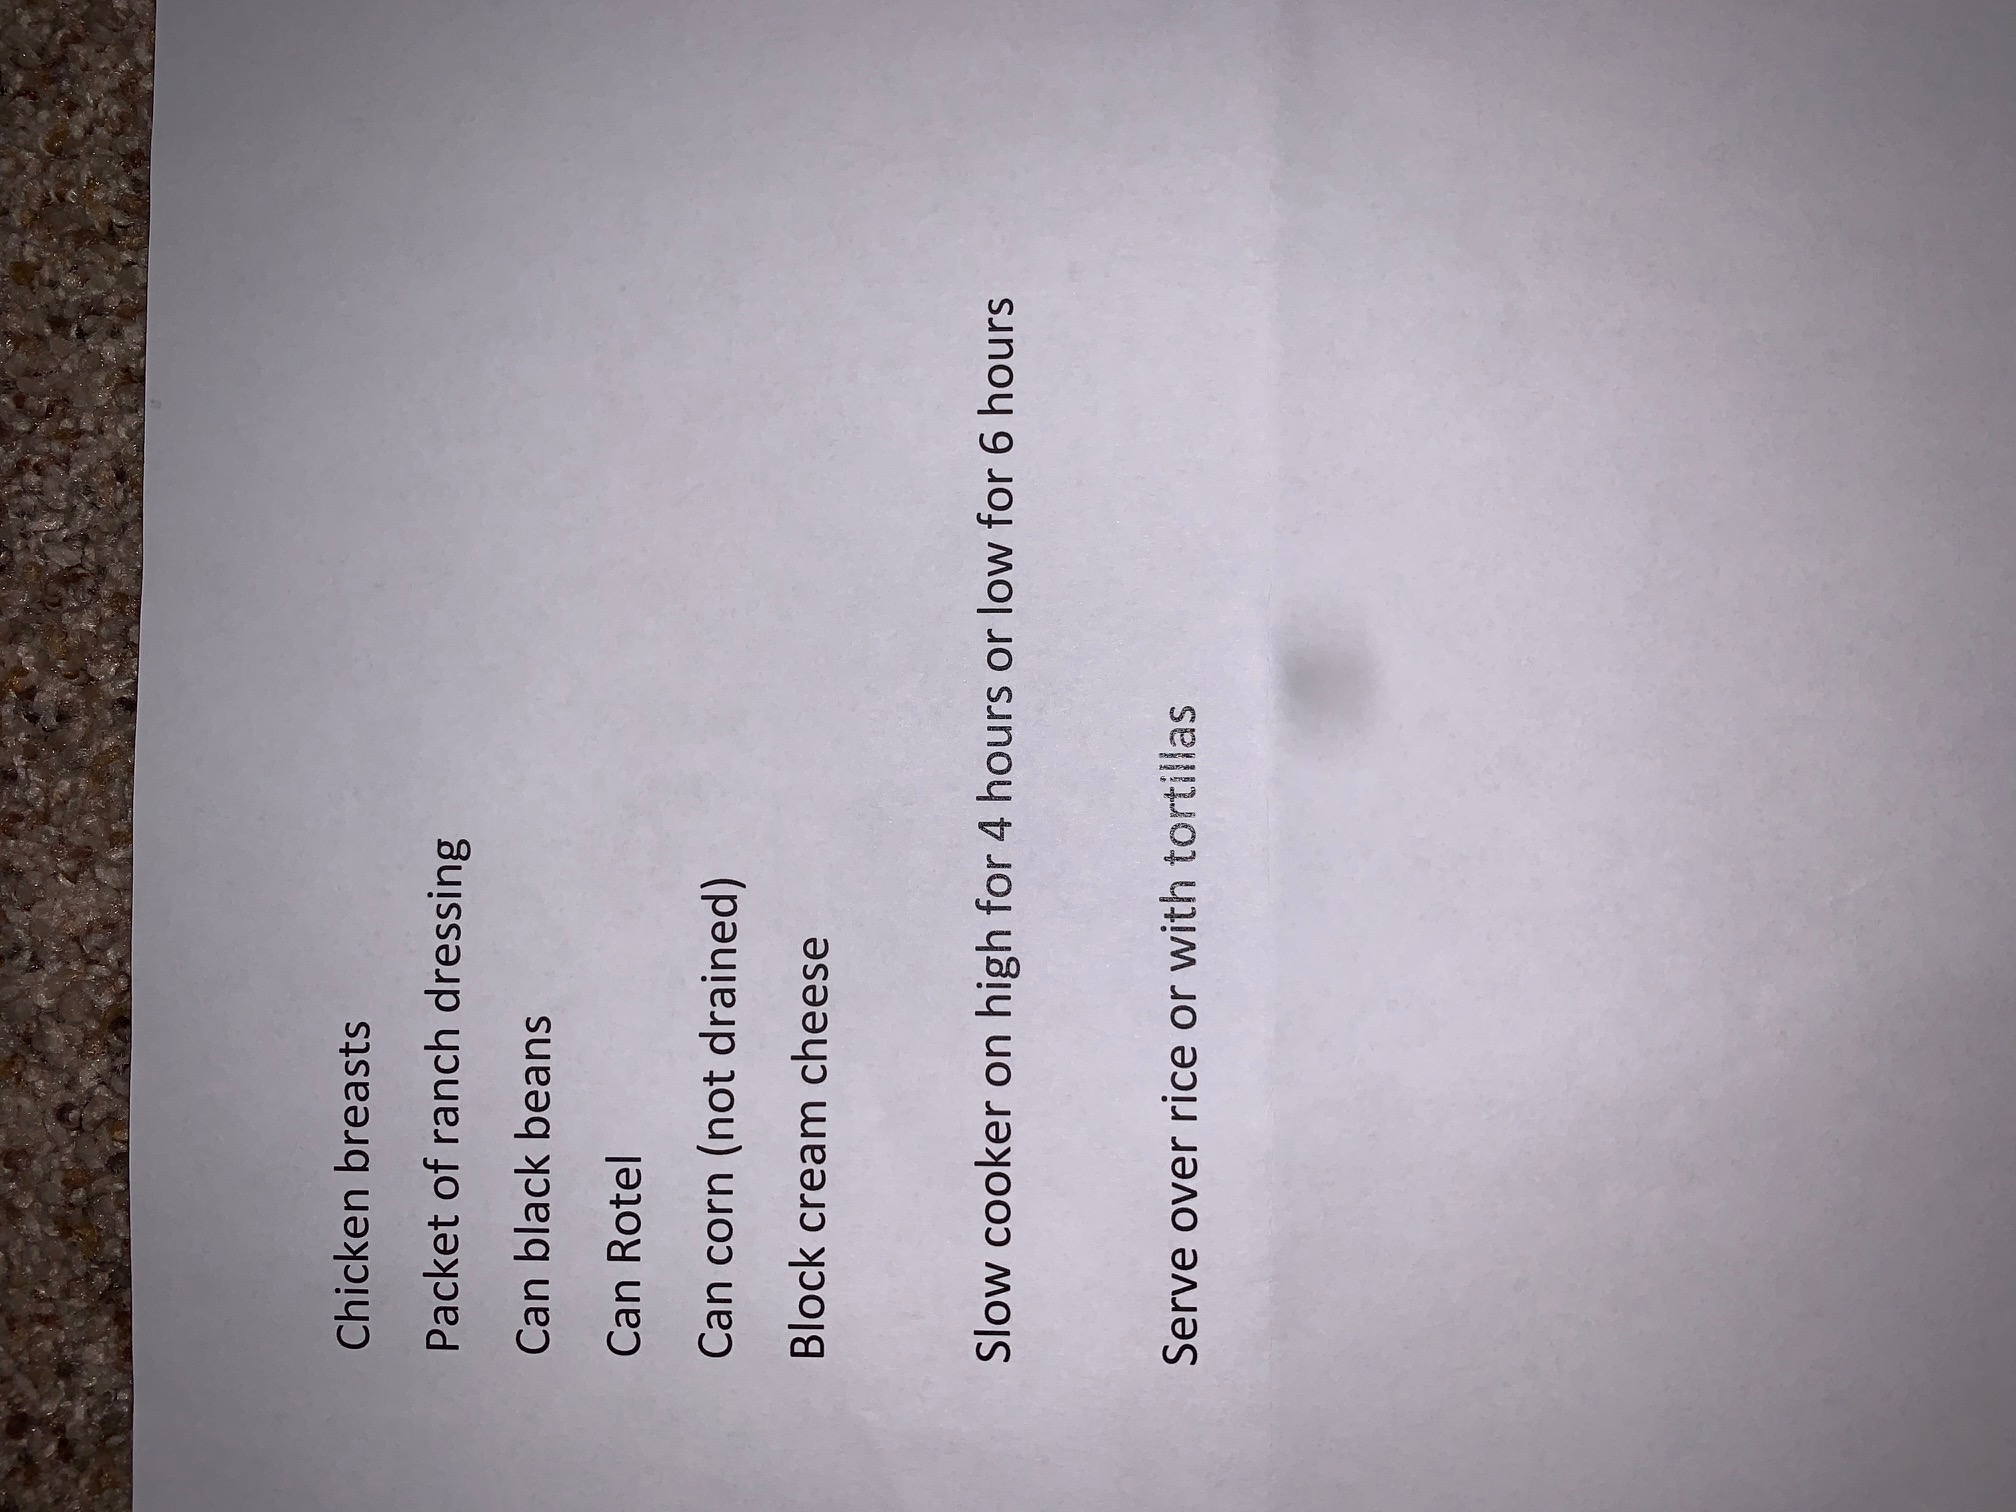 Chicken breasts
Packet of ranch dressing
Can black beans
Can Rotel
Can corn (not drained)
Block cream cheese
Slow cooker on high for 4 hours or low for 6 hours
Serve over rice or with tortillas